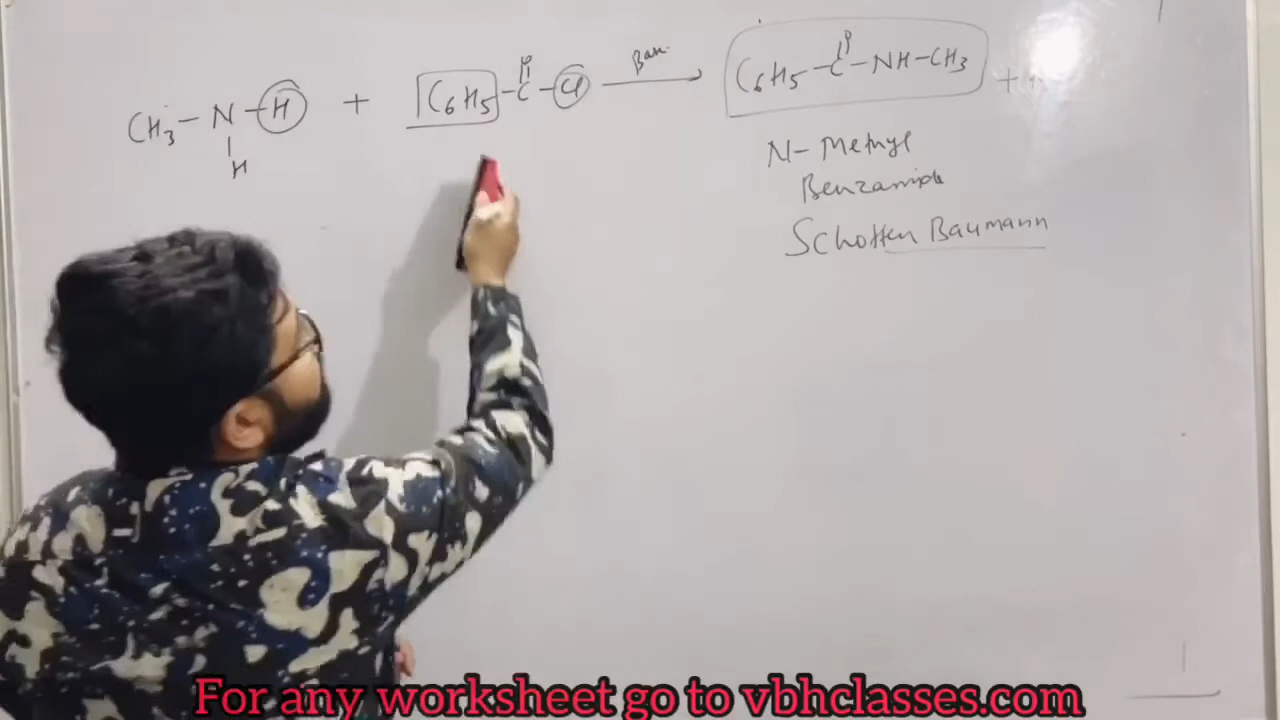 CH3 - N - H + C6H5 - C - Cl Base C6H5 - C - NH - CH3 +
O O
H
N - Methyl
Benzamide
Schotten Baumann
For any worksheet go to vbhclasses.com